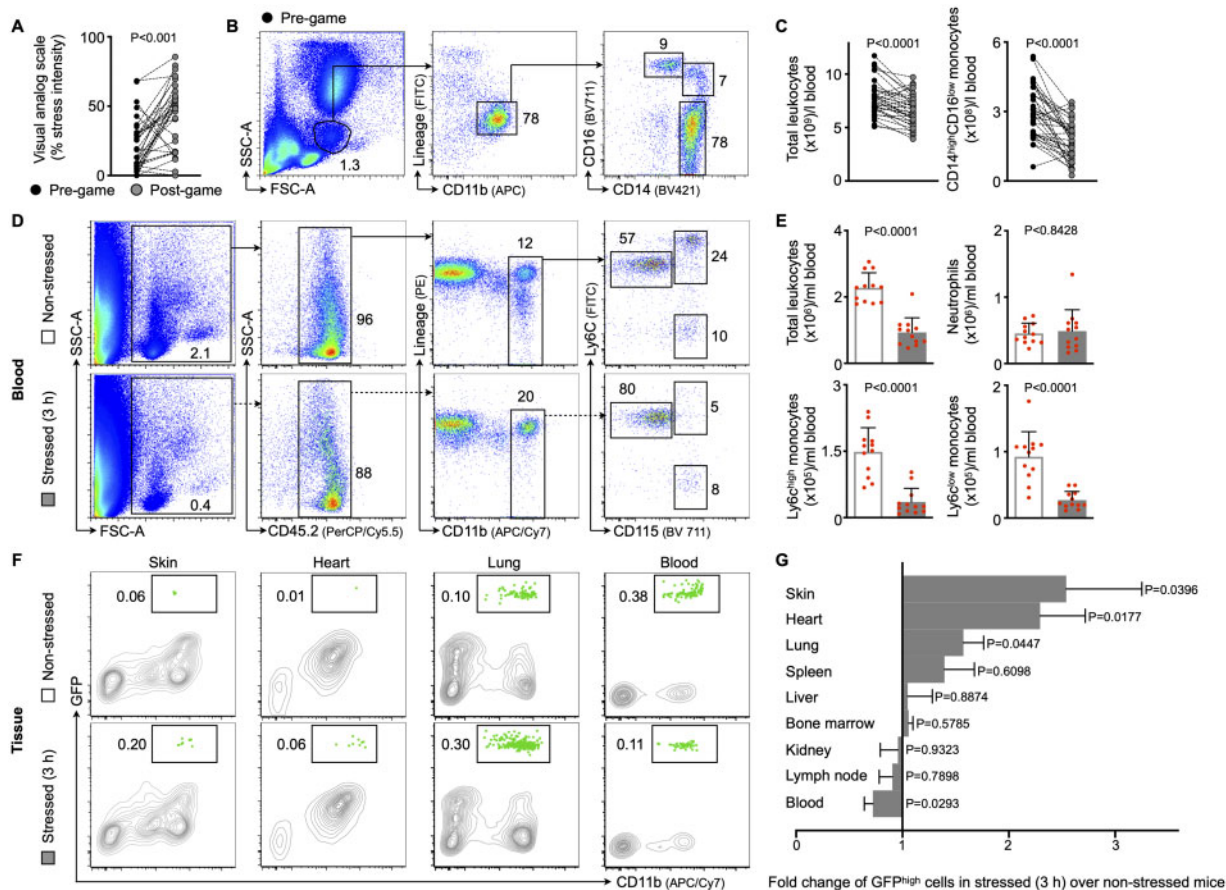 A
P<0.001
Visual analog scale
(% stress intensity)
100
50
0
Pre-game
Post-game
B
Pre-game
SSC-A
FSC-A
1.3
Lineage (FITC)
CD11b (APC)
78
CD16 (BV711)
CD14 (BV421)
9
7
78
C
P<0.0001
Total leukocytes
(x10⁹)/l blood
12
8
4
0
P<0.0001
CD14ʰⁱᵍʰCD16ˡᵒʷ monocytes
(x10⁸)/l blood
6
3
0
D
Blood
Non-stressed
Stressed (3 h)
SSC-A
2.1
SSC-A
96
Lineage (PE)
12
Ly6C (FITC)
57
24
10
0.4
88
20
80
5
8
FSC-A
CD45.2 (PerCP/Cy5.5)
CD11b (APC/Cy7)
CD115 (BV 711)
E
P<0.0001
Total leukocytes
(x10⁶)/ml blood
4
2
0
P<0.8428
Neutrophils
(x10⁶)/ml blood
2
1
0
P<0.0001
Ly6cʰⁱᵍʰ monocytes
(x10⁵)/ml blood
3
2
1
0
P<0.0001
Ly6cˡᵒʷ monocytes
(x10⁵)/ml blood
2
1
0
F
Skin
Heart
Lung
Blood
Tissue
Non-stressed
Stressed (3 h)
GFP
0.06
0.01
0.10
0.38
0.20
0.06
0.30
0.11
CD11b (APC/Cy7)
G
Skin
P=0.0396
Heart
P=0.0177
Lung
P=0.0447
Spleen
P=0.6098
Liver
P=0.8874
Bone marrow
P=0.5785
Kidney
P=0.9323
Lymph node
P=0.7898
Blood
P=0.0293
0
1
2
3
Fold change of GFPʰⁱᵍʰ cells in stressed (3 h) over non-stressed mice